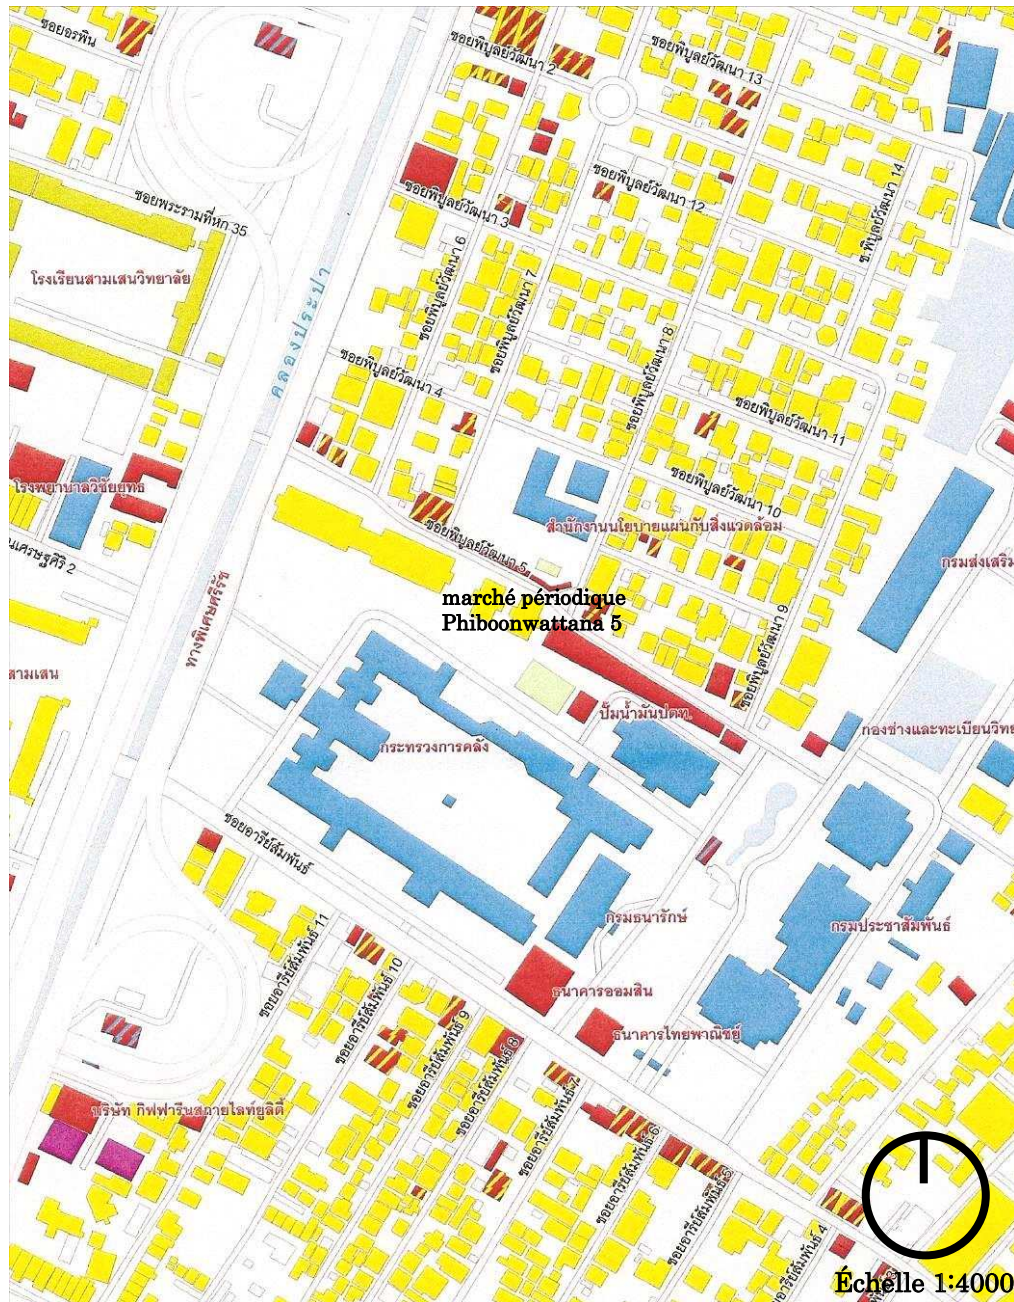 ซอยอรพิน
ซอยพิบูลย์วัฒนา 2
ซอยพิบูลย์วัฒนา 13
ซอยพิบูลย์วัฒนา 12
ซ.พิบูลย์วัฒนา 14
ซอยพิบูลย์วัฒนา 3
ซอยพระรามที่หก 35
ซอยพิบูลย์วัฒนา 6
ซอยพิบูลย์วัฒนา 7
โรงเรียนสามเสนวิทยาลัย
คลองประปา
ซอยพิบูลย์วัฒนา 8
ซอยพิบูลย์วัฒนา 4
ซอยพิบูลย์วัฒนา 11
ซอยพิบูลย์วัฒนา 10
โรงพยาบาลวิชัยยุทธ
ซอยพิบูลย์วัฒนา 5
สำนักงานนโยบายแผนกับสิ่งแวดล้อม
นเศรษฐศิริ 2
กรมส่งเสริม
marché périodique
Phiboonwattana 5
ทางพิเศษศรีรัช
ซอยพิบูลย์วัฒนา 9
สามเสน
ปั๊มน้ำมันปตท.
กองช่างและทะเบียนวิทย
กระทรวงการคลัง
ซอยอารีย์สัมพันธ์
กรมธนารักษ์
กรมประชาสัมพันธ์
ซอยอารีย์สัมพันธ์ 11
ซอยอารีย์สัมพันธ์ 10
ธนาคารออมสิน
ซอยอารีย์สัมพันธ์ 9
ธนาคารไทยพาณิชย์
ซอยอารีย์สัมพันธ์ 8
ซอยอารีย์สัมพันธ์ 7
บริษัท กิฟฟารีนสกายไลท์ยูลิตี้
ซอยอารีย์สัมพันธ์ 6
ซอยอารีย์สัมพันธ์ 5
ซอยอารีย์สัมพันธ์ 4
Échelle 1:4000